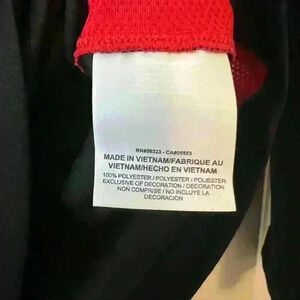 RN#56323 - CA#05553
MADE IN VIETNAM/FABRIQUE AU
VIETNAM/HECHO EN VIETNAM
100% POLYESTER / POLYESTER / POLIESTER
EXCLUSIVE OF DECORATION / DECORATION
NON COMPRISE / NO INCLUYE LA
DECORACION